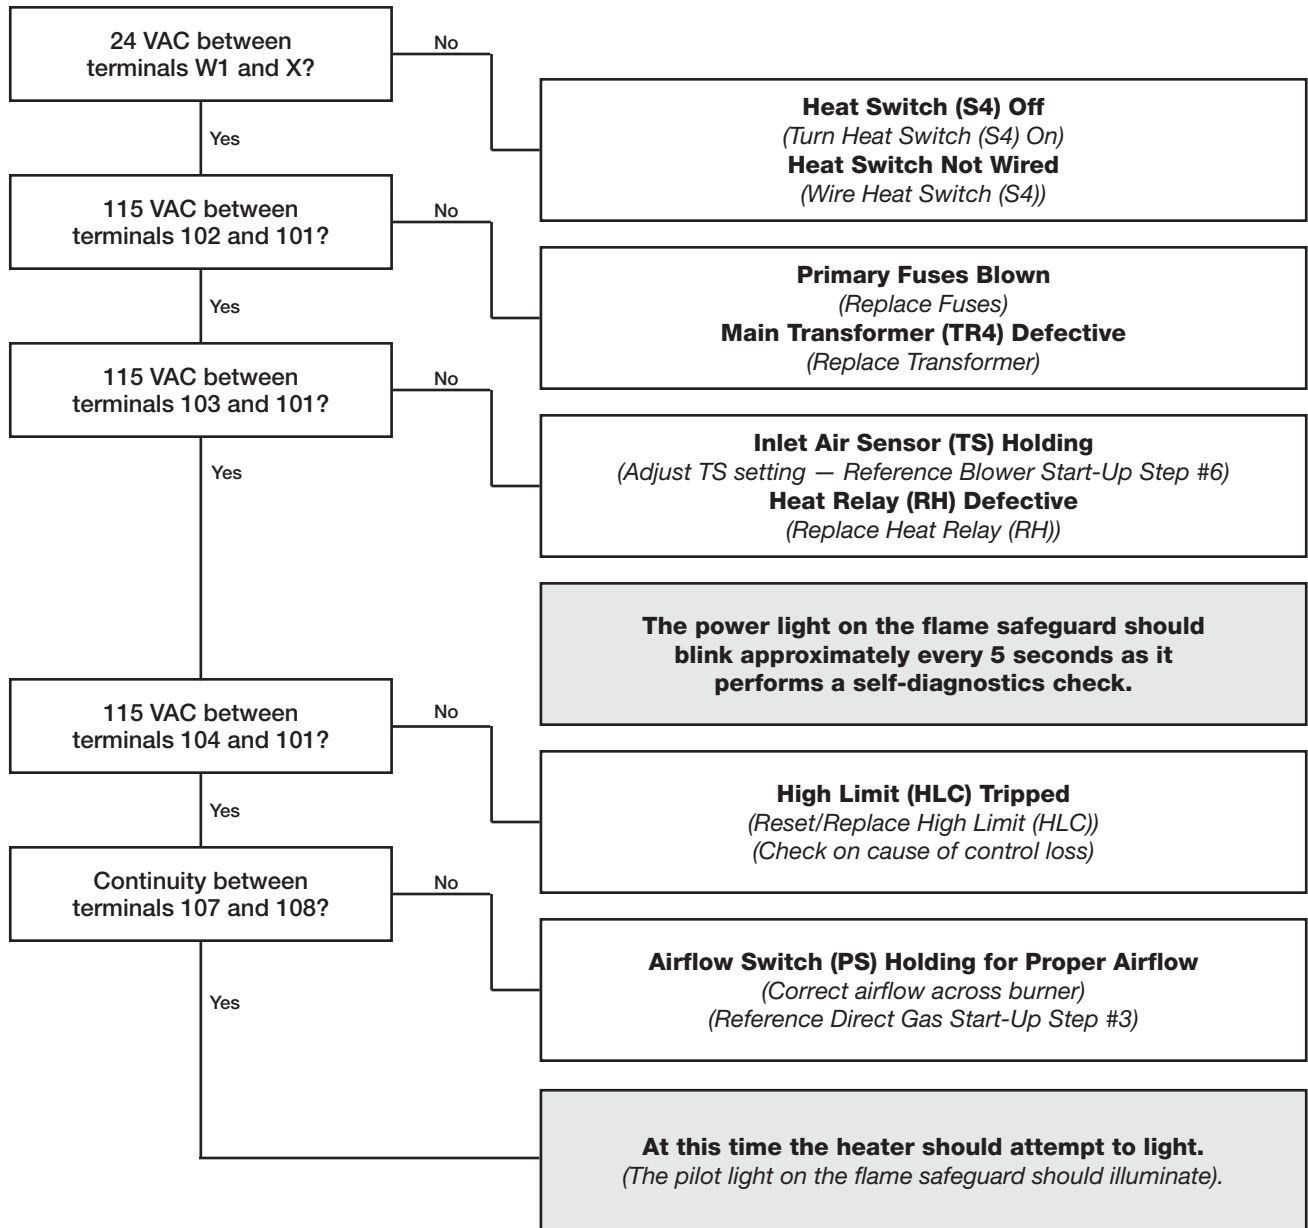 24 VAC between
terminals W1 and X?
No
Heat Switch (S4) Off
(Turn Heat Switch (S4) On)
Heat Switch Not Wired
(Wire Heat Switch (S4))
Yes
115 VAC between
terminals 102 and 101?
No
Primary Fuses Blown
(Replace Fuses)
Main Transformer (TR4) Defective
(Replace Transformer)
Yes
115 VAC between
terminals 103 and 101?
No
Inlet Air Sensor (TS) Holding
(Adjust TS setting — Reference Blower Start-Up Step #6)
Heat Relay (RH) Defective
(Replace Heat Relay (RH))
Yes
The power light on the flame safeguard should
blink approximately every 5 seconds as it
performs a self-diagnostics check.
115 VAC between
terminals 104 and 101?
No
High Limit (HLC) Tripped
(Reset/Replace High Limit (HLC))
(Check on cause of control loss)
Yes
Continuity between
terminals 107 and 108?
No
Airflow Switch (PS) Holding for Proper Airflow
(Correct airflow across burner)
(Reference Direct Gas Start-Up Step #3)
Yes
At this time the heater should attempt to light.
(The pilot light on the flame safeguard should illuminate).